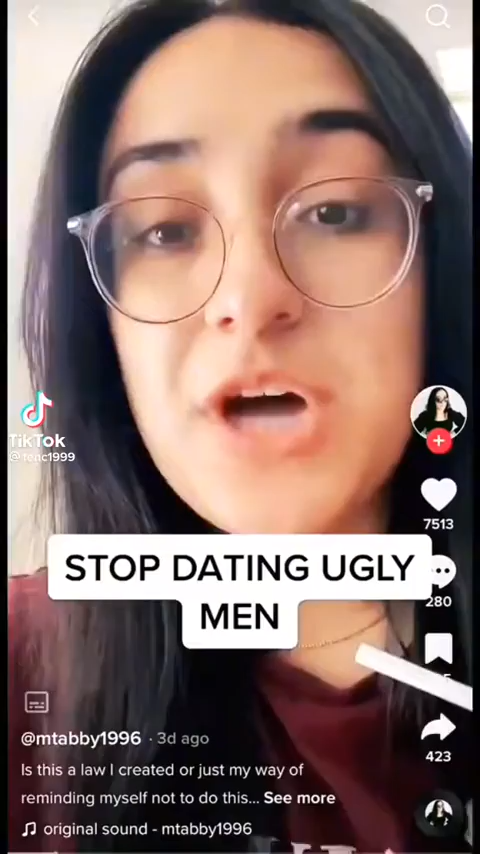 TikTok
7513
STOP DATING UGLY
MEN
280
423
@mtabby1996 · 3d ago
Is this a law I created or just my way of
reminding myself not to do this... See more
original sound - mtabby1996